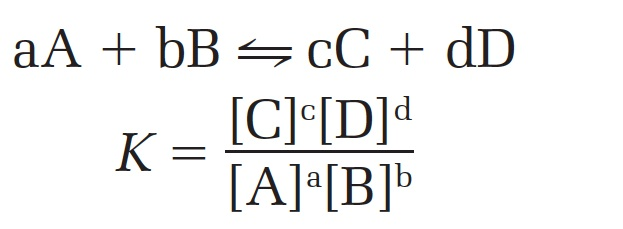 aA + bB ⇌ cC + dD
K = [C]ᶜ[D]ᵈ / [A]ᵃ[B]ᵇ